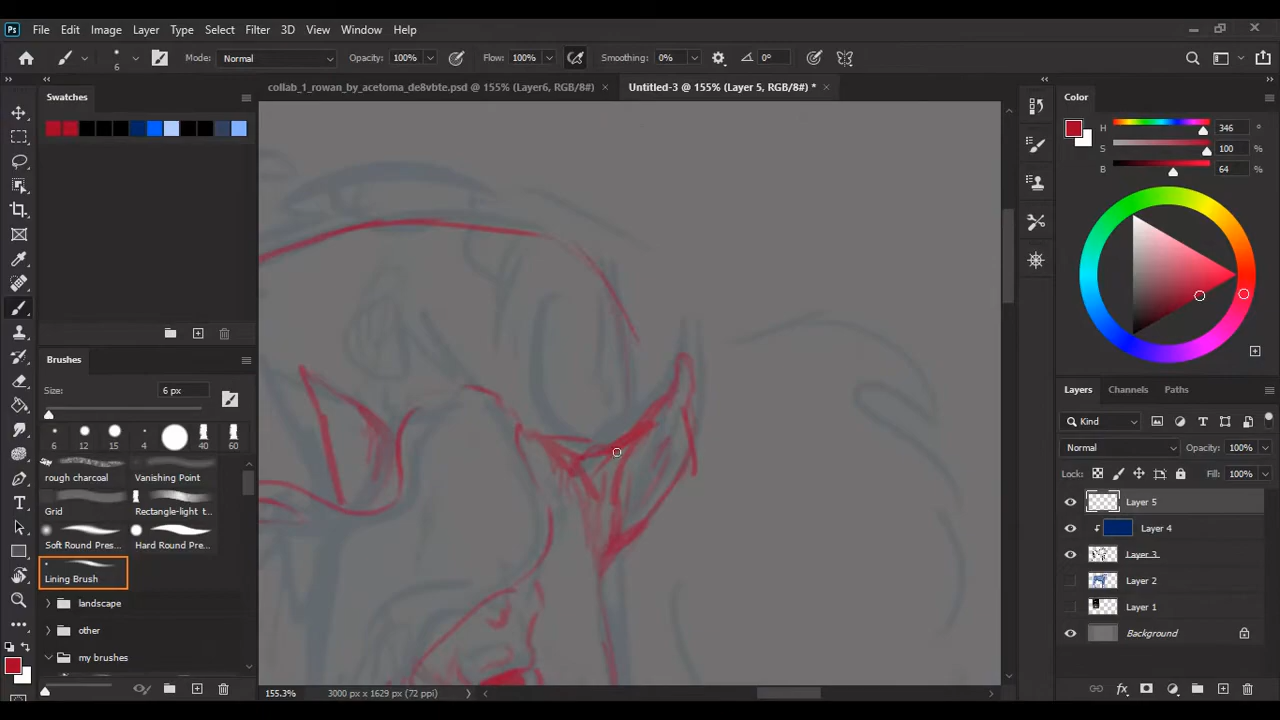 Ps File Edit Image Layer Type Select Filter 3D View Window Help
6 Mode: Normal Opacity: 100% Flow: 100% Smoothing: 0% 0°
Swatches
collab_1_rowan_by_acetoma_de8vbte.psd @ 155% (Layer6, RGB/8#) ×
Untitled-3 @ 155% (Layer 5, RGB/8#) * ×
Color
H 346 °
S 100 %
B 64 %
Brushes
Size: 6 px
6 12 15 4 40 60
rough charcoal Vanishing Point
Grid Rectangle-light t...
Soft Round Pres... Hard Round Pre...
Lining Brush
landscape
other
my brushes
Layers Channels Paths
Kind
Normal Opacity: 100%
Lock: Fill: 100%
Layer 5
Layer 4
Layer 3
Layer 2
Layer 1
Background
155.3% 3000 px x 1629 px (72 ppi)